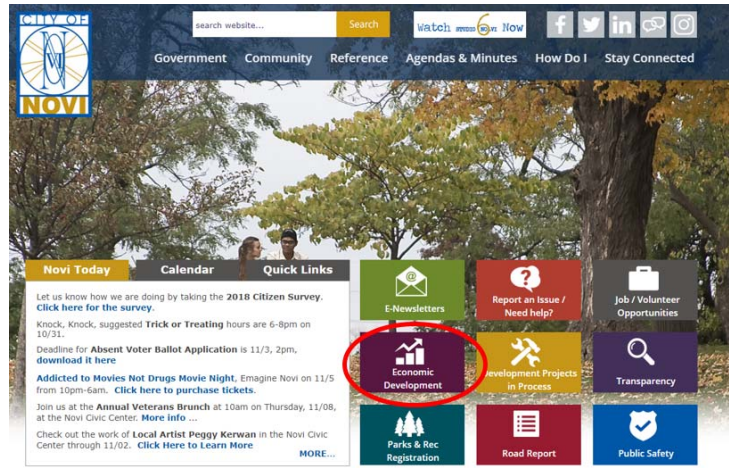 CITY OF
NOVI
search website...
Search
Watch STUDIO 6 NOVI Now
Government Community Reference Agendas & Minutes How Do I Stay Connected
Novi Today Calendar Quick Links
Let us know how we are doing by taking the 2018 Citizen Survey.
Click here for the survey.
Knock, Knock, suggested Trick or Treating hours are 6-8pm on
10/31.
Deadline for Absent Voter Ballot Application is 11/3, 2pm,
download it here
Addicted to Movies Not Drugs Movie Night, Emagine Novi on 11/5
from 10pm-6am. Click here to purchase tickets.
Join us at the Annual Veterans Brunch at 10am on Thursday, 11/08,
at the Novi Civic Center. More info ...
Check out the work of Local Artist Peggy Kerwan in the Novi Civic
Center through 11/02. Click Here to Learn More
MORE...
E-Newsletters
Report an Issue /
Need help?
Job / Volunteer
Opportunities
Economic
Development
Development Projects
in Process
Transparency
Parks & Rec
Registration
Road Report
Public Safety